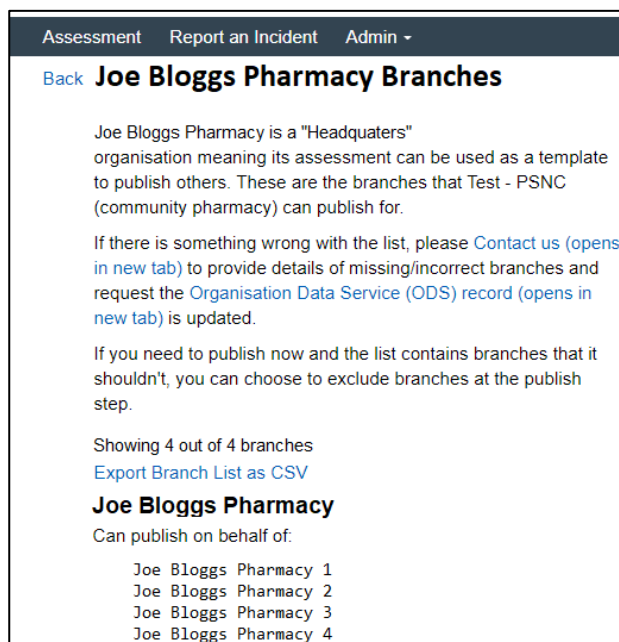 Assessment Report an Incident Admin
Back Joe Bloggs Pharmacy Branches
Joe Bloggs Pharmacy is a "Headquaters"
organisation meaning its assessment can be used as a template
to publish others. These are the branches that Test - PSNC
(community pharmacy) can publish for.
If there is something wrong with the list, please Contact us (opens
in new tab) to provide details of missing/incorrect branches and
request the Organisation Data Service (ODS) record (opens in
new tab) is updated.
If you need to publish now and the list contains branches that it
shouldn't, you can choose to exclude branches at the publish
step.
Showing 4 out of 4 branches
Export Branch List as CSV
Joe Bloggs Pharmacy
Can publish on behalf of:
Joe Bloggs Pharmacy 1
Joe Bloggs Pharmacy 2
Joe Bloggs Pharmacy 3
Joe Bloggs Pharmacy 4